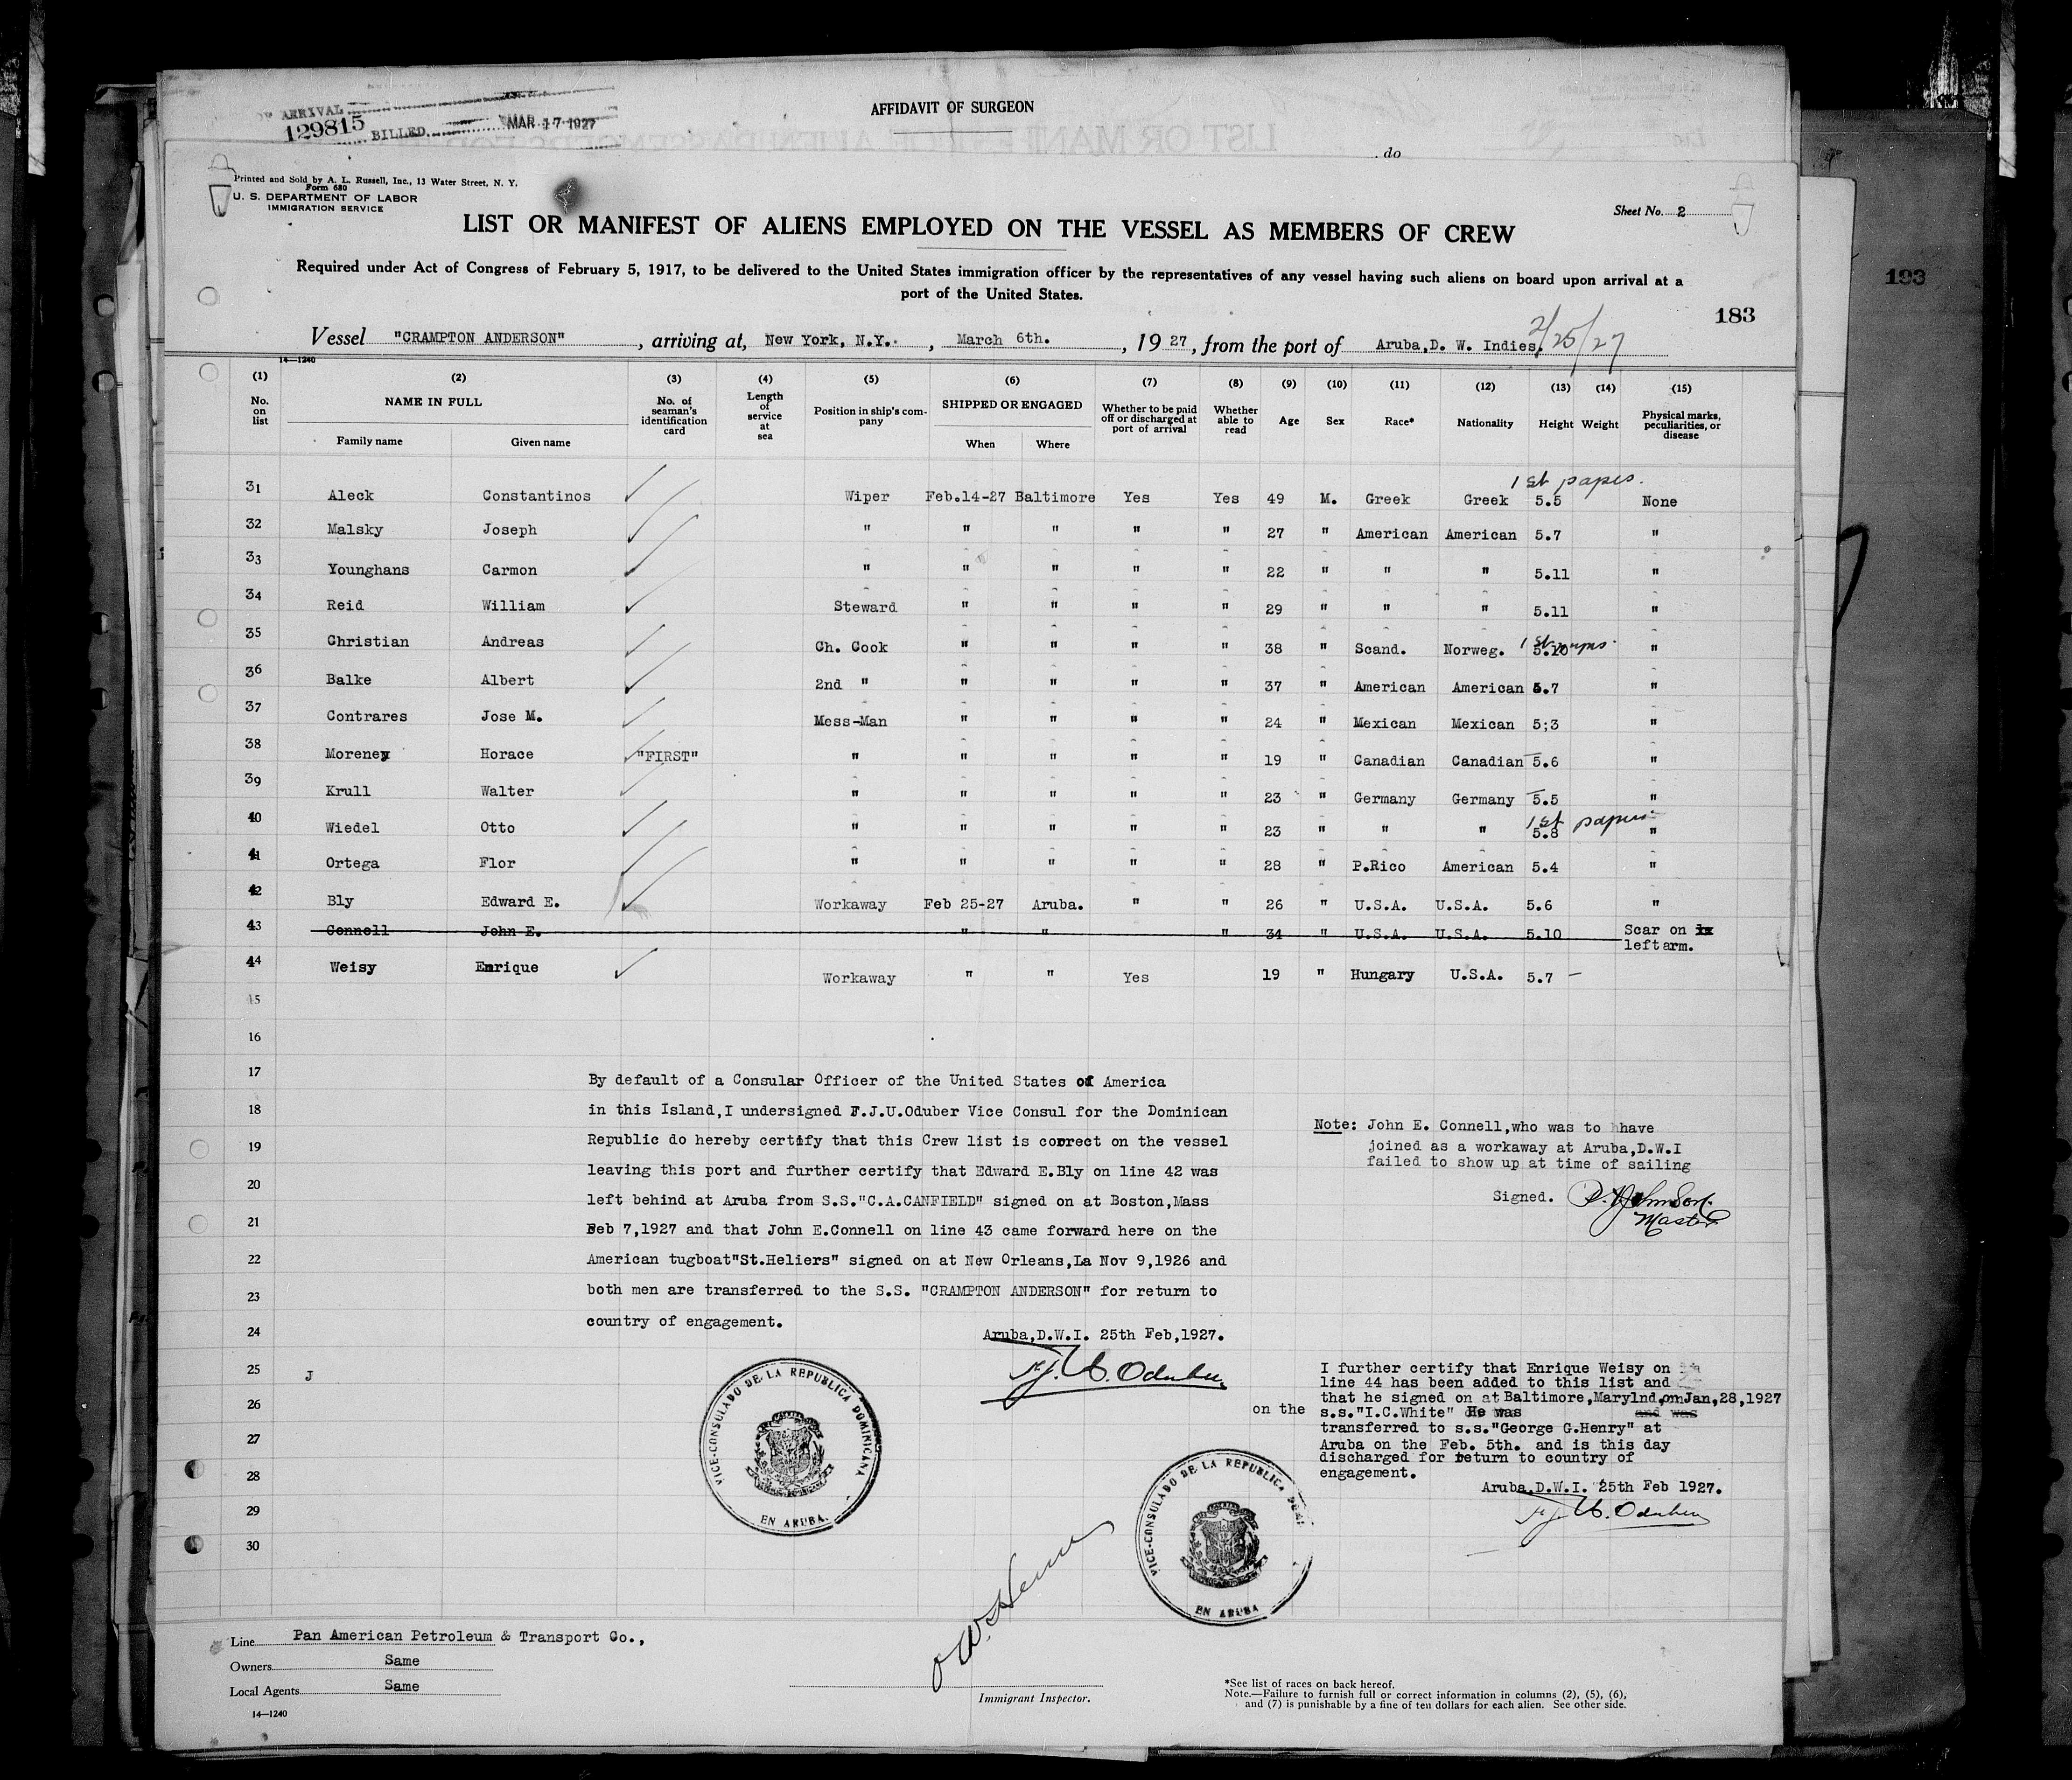 ARRIVAL
129815 BILLED MAR 17 1927
AFFIDAVIT OF SURGEON
do
Printed and Sold by A. L. Russell, Inc., 13 Water Street, N. Y.
Form 680
U. S. DEPARTMENT OF LABOR
IMMIGRATION SERVICE
Sheet No. 2
LIST OR MANIFEST OF ALIENS EMPLOYED ON THE VESSEL AS MEMBERS OF CREW
Required under Act of Congress of February 5, 1917, to be delivered to the United States immigration officer by the representatives of any vessel having such aliens on board upon arrival at a
port of the United States.
183
193
Vessel "CRAMPTON ANDERSON", arriving at, New York, N.Y., March 6th., 1927, from the port of Aruba,D. W. Indies. 2/25/27
14—1240
(1) (2) (3) (4) (5) (6) (7) (8) (9) (10) (11) (12) (13) (14) (15)
No. on list
NAME IN FULL
Family name Given name
No. of seaman's identification card
Length of service at sea
Position in ship's company
SHIPPED OR ENGAGED
When Where
Whether to be paid off or discharged at port of arrival
Whether able to read
Age Sex Race* Nationality Height Weight
Physical marks, peculiarities, or disease
1st papers.
31 Aleck Constantinos Wiper Feb.14-27 Baltimore Yes Yes 49 M. Greek Greek 5.5 None
32 Malsky Joseph " " " " " 27 " American American 5.7 "
33 Younghans Carmon " " " " " 22 " " " 5.11 "
34 Reid William Steward " " " " 29 " " " 5.11 "
35 Christian Andreas Ch. Cook " " " " 38 " Scand. Norweg. 5.10 "
36 Balke Albert 2nd " " " " " 37 " American American 5.7 "
37 Contrares Jose M. Mess-Man " " " " 24 " Mexican Mexican 5;3 "
38 Moreney Horace "FIRST" " " " " " 19 " Canadian Canadian 5.6 "
39 Krull Walter " " " " " 23 " Germany Germany 5.5 "
1st papers
40 Wiedel Otto " " " " " 23 " " " 5.8 "
41 Ortega Flor " " " " " 28 " P.Rico American 5.4 "
42 Bly Edward E. Workaway Feb 25-27 Aruba. " " 26 " U.S.A. U.S.A. 5.6 "
43 Connell John E. " " " 34 " U.S.A. U.S.A. 5.10 Scar on left arm.
44 Weisy Enrique Workaway " " Yes 19 " Hungary U.S.A. 5.7 —
15
16
17
18
19
20
21
22
23
24
25
26
27
28
29
30
J
By default of a Consular Officer of the United States of America
in this Island,I undersigned F.J.U.Oduber Vice Consul for the Dominican
Republic do hereby certify that this Crew list is correct on the vessel
leaving this port and further certify that Edward E.Bly on line 42 was
left behind at Aruba from S.S."C.A.CANFIELD" signed on at Boston,Mass
Feb 7,1927 and that John E.Connell on line 43 came forward here on the
American tugboat"St.Heliers" signed on at New Orleans,La Nov 9,1926 and
both men are transferred to the S.S. "CRAMPTON ANDERSON" for return to
country of engagement.
Aruba,D.W.I. 25th Feb,1927.
F.J.U. Oduber
Note: John E. Connell,who was to hhave
joined as a workaway at Aruba,D.W.I
failed to show up at time of sailing
Signed. Johnson.
Master
I further certify that Enrique Weisy on
line 44 has been added to this list and
that he signed on at Baltimore,Marylnd,on Jan,28,1927
on the s.s."I.C.White" He was and was
transferred to s.s."George G.Henry" at
Aruba on the Feb. 5th. and is this day
discharged for return to country of
engagement.
Aruba.D.W.I. 25th Feb 1927.
F.J.U. Oduber
VICE-CONSULADO DE LA REPUBLICA DOMINICANA
EN ARUBA.
VICE-CONSULADO DE LA REPUBLICA
EN ARUBA
Line Pan American Petroleum & Transport Co.,
Owners Same
Local Agents Same
14—1240
Immigrant Inspector.
*See list of races on back hereof.
Note.—Failure to furnish full or correct information in columns (2), (5), (6),
and (7) is punishable by a fine of ten dollars for each alien. See other side.